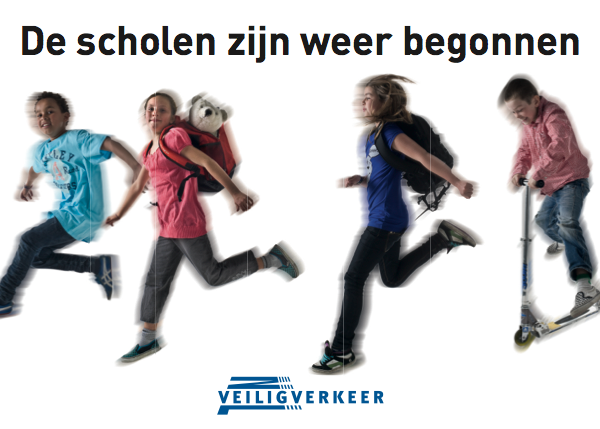 De scholen zijn weer begonnen
VEILIGVERKEER